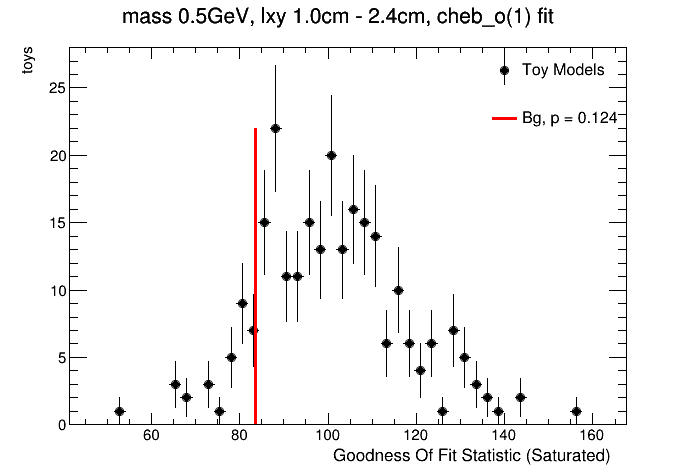 mass 0.5GeV, lxy 1.0cm - 2.4cm, cheb_o(1) fit
toys
Toy Models
Bg, p = 0.124
25
20
15
10
5
0
60 80 100 120 140 160
Goodness Of Fit Statistic (Saturated)